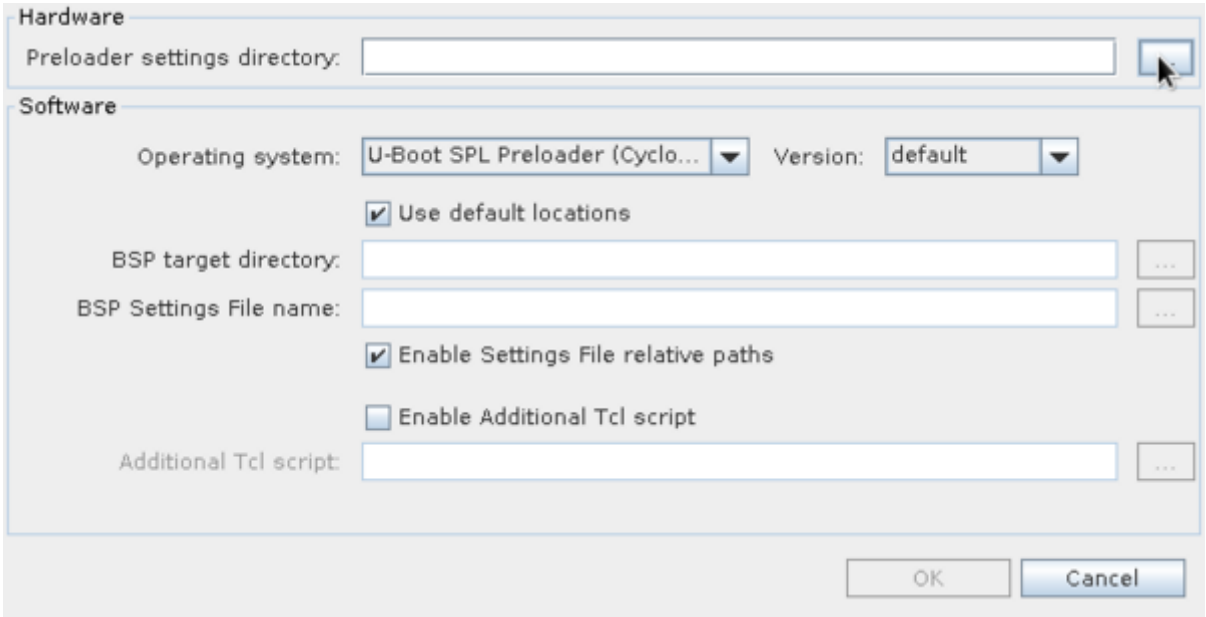 Hardware
Preloader settings directory:
...
Software
Operating system: U-Boot SPL Preloader (Cyclo... Version: default
Use default locations
BSP target directory: ...
BSP Settings File name: ...
Enable Settings File relative paths
Enable Additional Tcl script
Additional Tcl script: ...
OK Cancel